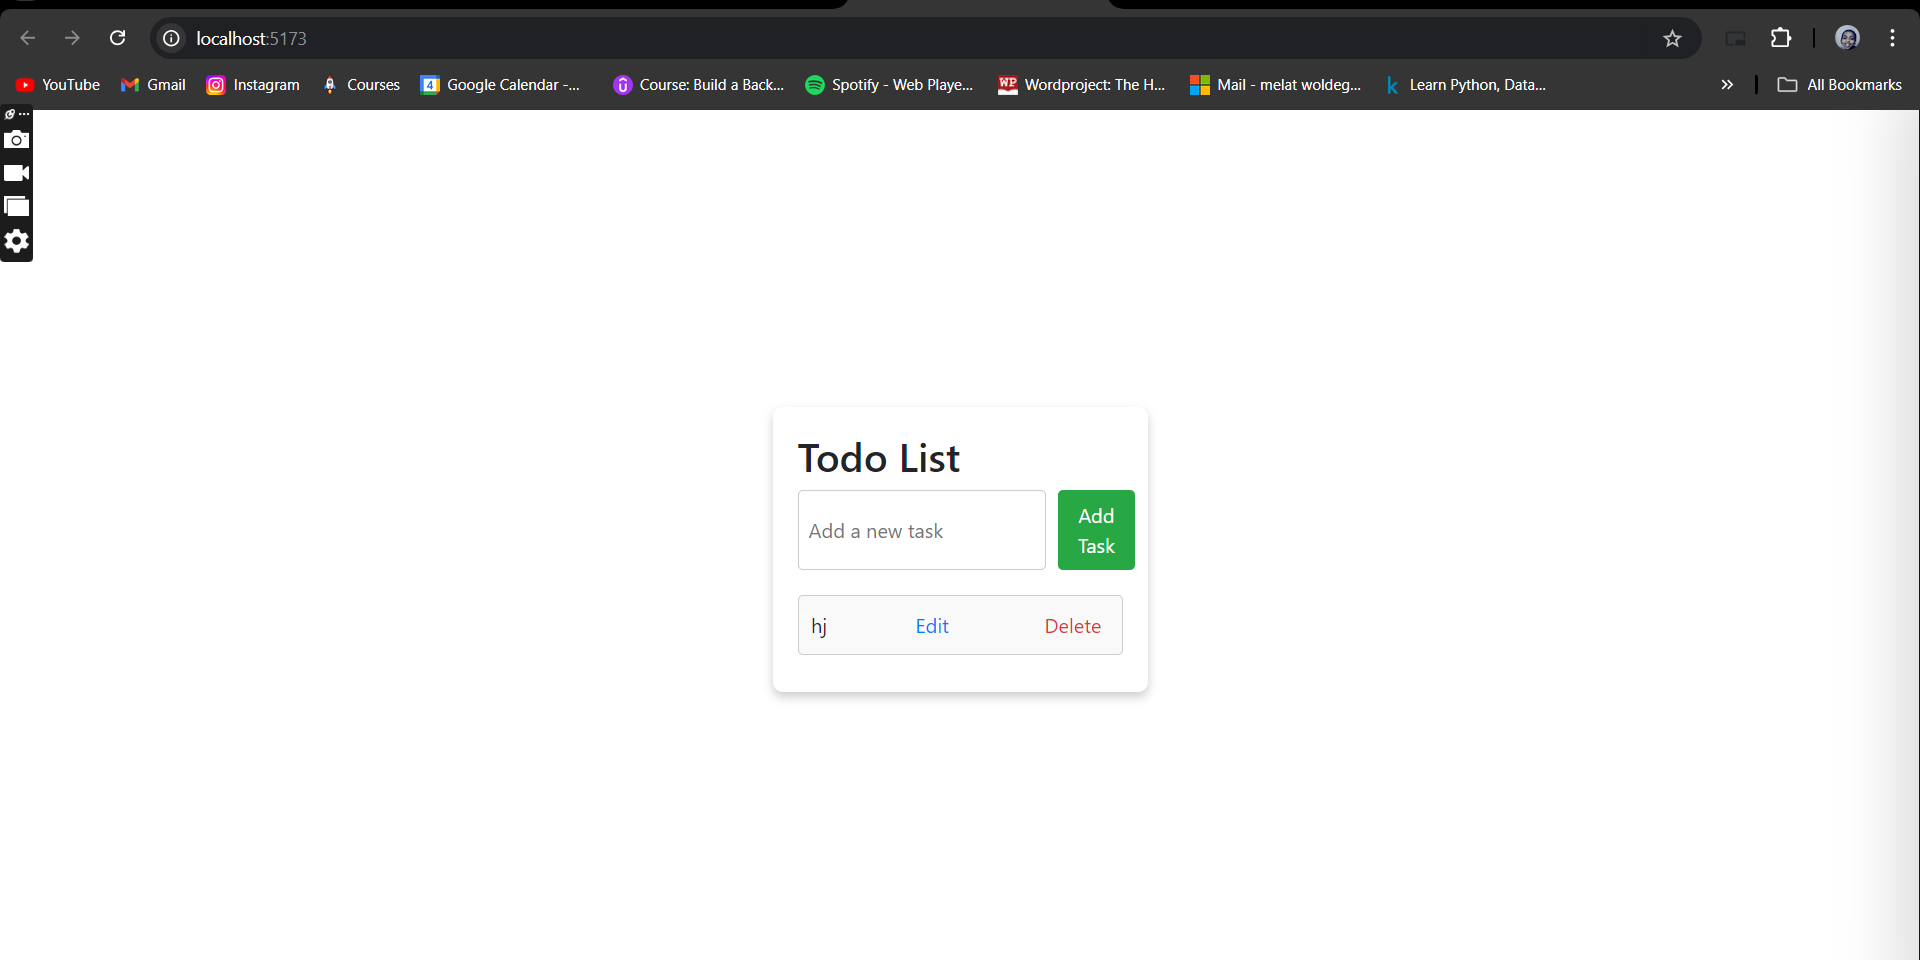 localhost:5173
YouTube Gmail Instagram Courses Google Calendar -... Course: Build a Back... Spotify - Web Playe... Wordproject: The H... Mail - melat woldeg... Learn Python, Data... All Bookmarks
Todo List
Add a new task
Add
Task
hj Edit Delete